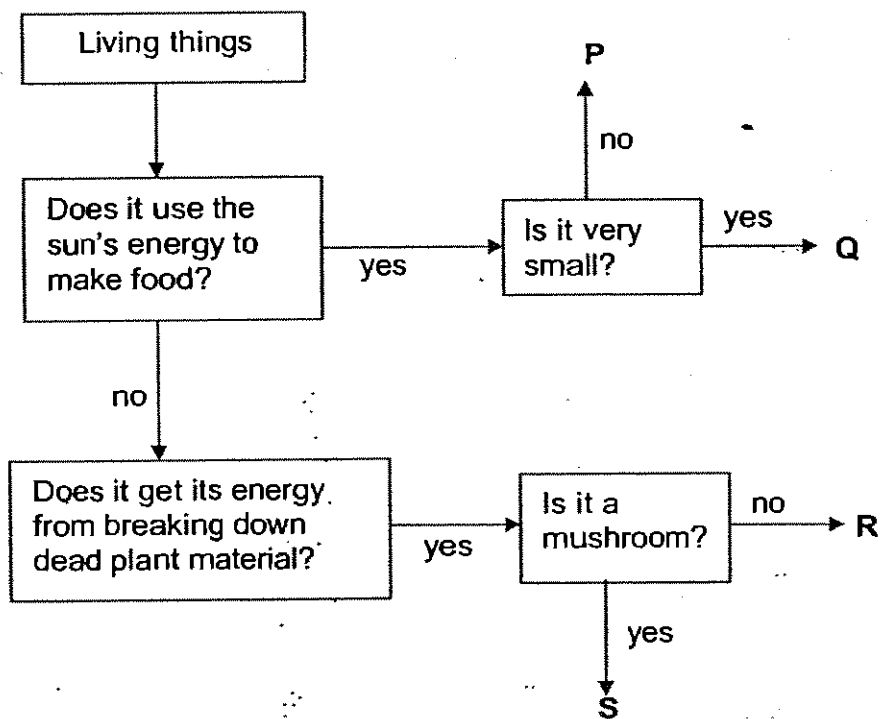 Living things
P
no
Does it use the
sun's energy to
make food?
yes
Is it very
small?
yes
Q
no
Does it get its energy
from breaking down
dead plant material?
yes
Is it a
mushroom?
no
R
yes
S